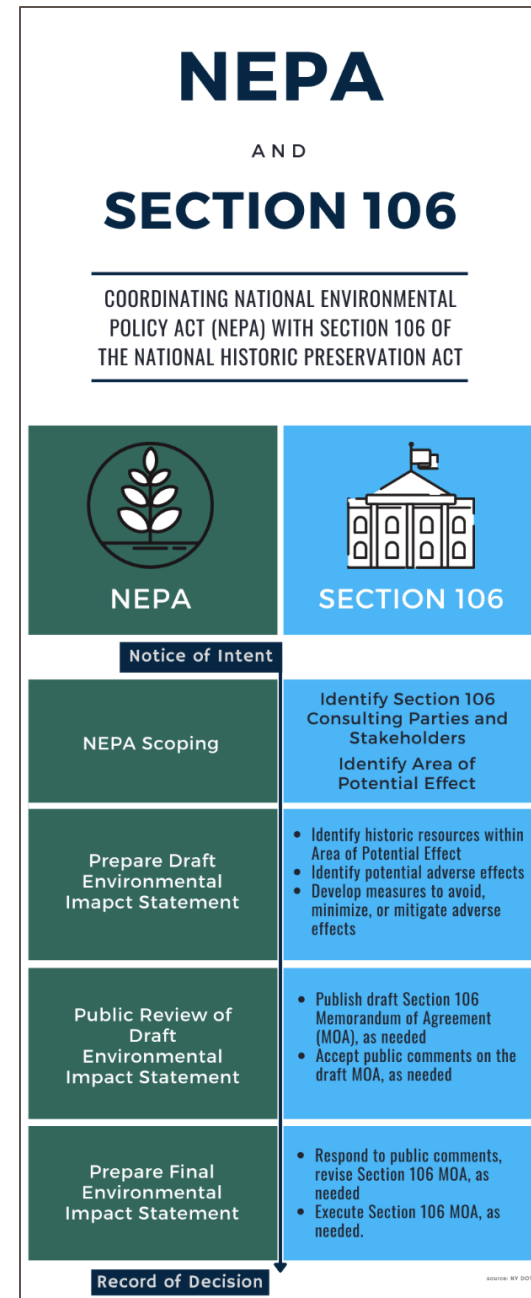 NEPA
AND
SECTION 106
COORDINATING NATIONAL ENVIRONMENTAL
POLICY ACT (NEPA) WITH SECTION 106 OF
THE NATIONAL HISTORIC PRESERVATION ACT
NEPA
SECTION 106
Notice of Intent
NEPA Scoping
Identify Section 106
Consulting Parties and
Stakeholders
Identify Area of
Potential Effect
Prepare Draft
Environmental
Imapct Statement
• Identify historic resources within
Area of Potential Effect
• Identify potential adverse effects
• Develop measures to avoid,
minimize, or mitigate adverse
effects
Public Review of
Draft
Environmental
Impact Statement
• Publish draft Section 106
Memorandum of Agreement
(MOA), as needed
• Accept public comments on the
draft MOA, as needed
Prepare Final
Environmental
Impact Statement
• Respond to public comments,
revise Section 106 MOA, as
needed
• Execute Section 106 MOA, as
needed.
Record of Decision
source: NY DOT